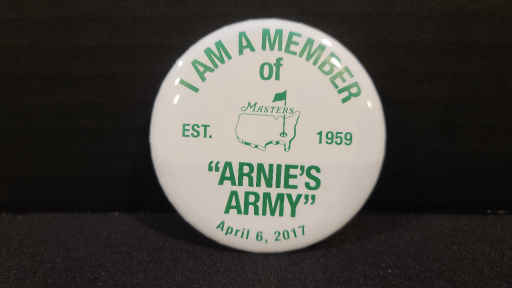 I AM A MEMBER
of
MASTERS
EST. 1959
"ARNIE'S
ARMY"
April 6, 2017